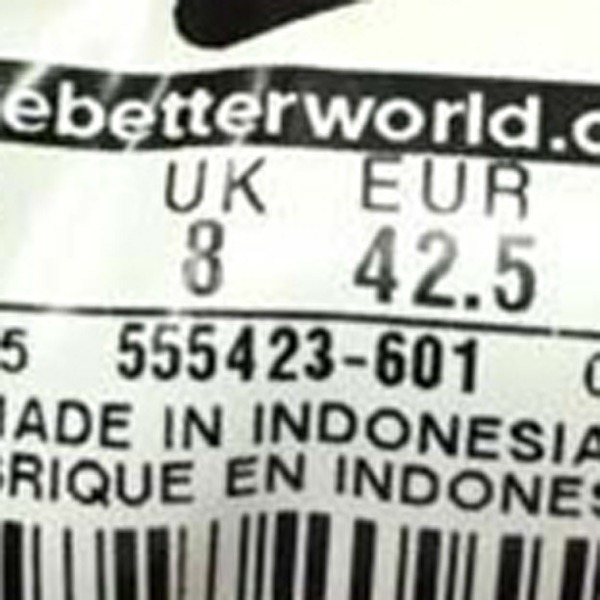 ebetterworld.c
UK EUR
8 42.5
5 555423-601
MADE IN INDONESIA
BRIQUE EN INDONES